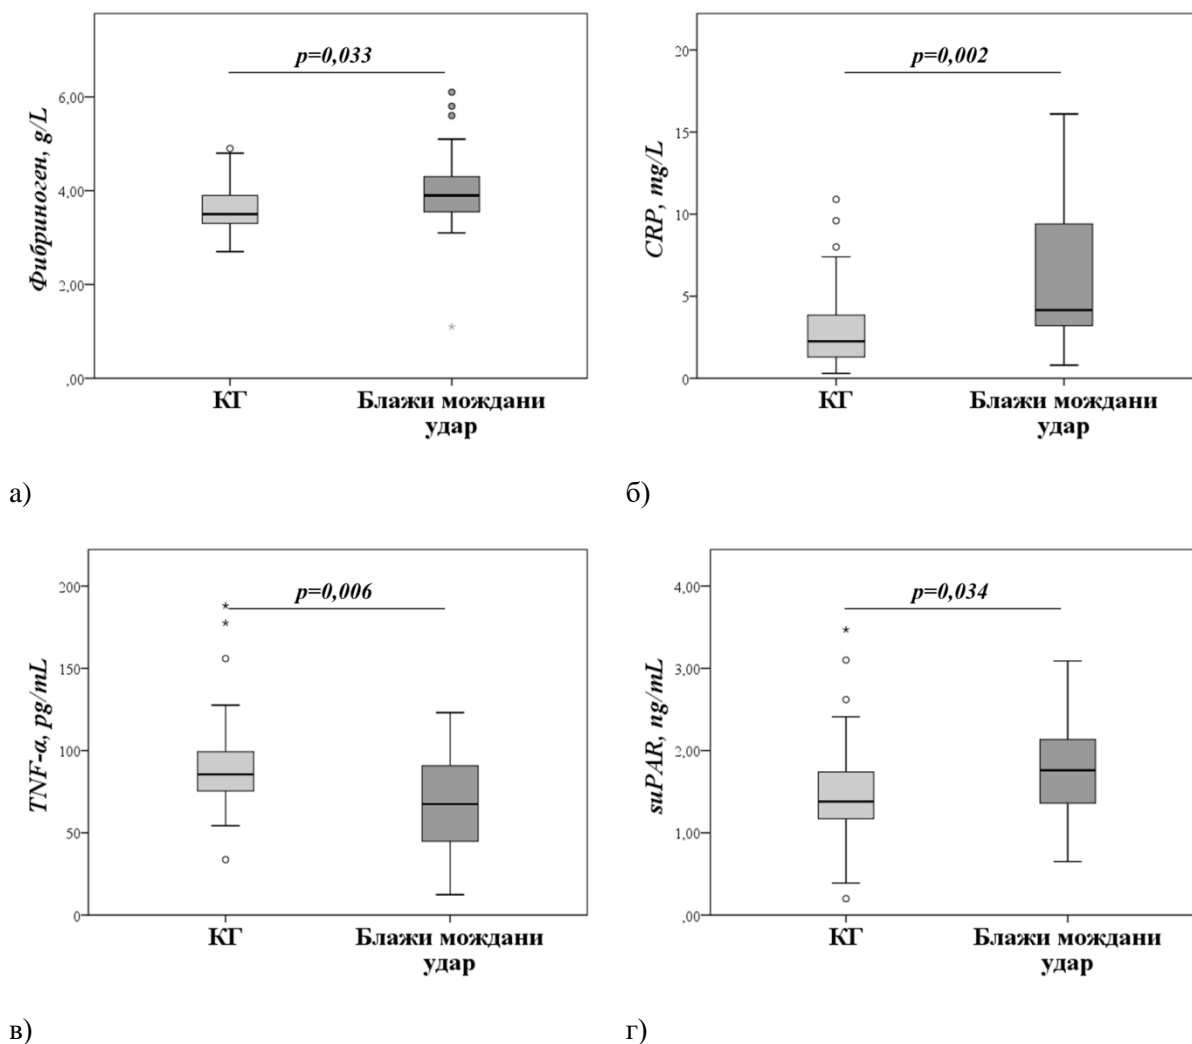 p=0,033
Фибриноген, g/L
6,00
4,00
2,00
,00
КГ
Блажи мождани
удар
а)
p=0,002
CRP, mg/L
20
15
10
5
0
КГ
Блажи мождани
удар
б)
p=0,006
TNF-α, pg/mL
200
150
100
50
0
КГ
Блажи мождани
удар
в)
p=0,034
suPAR, ng/mL
4,00
3,00
2,00
1,00
,00
КГ
Блажи мождани
удар
г)